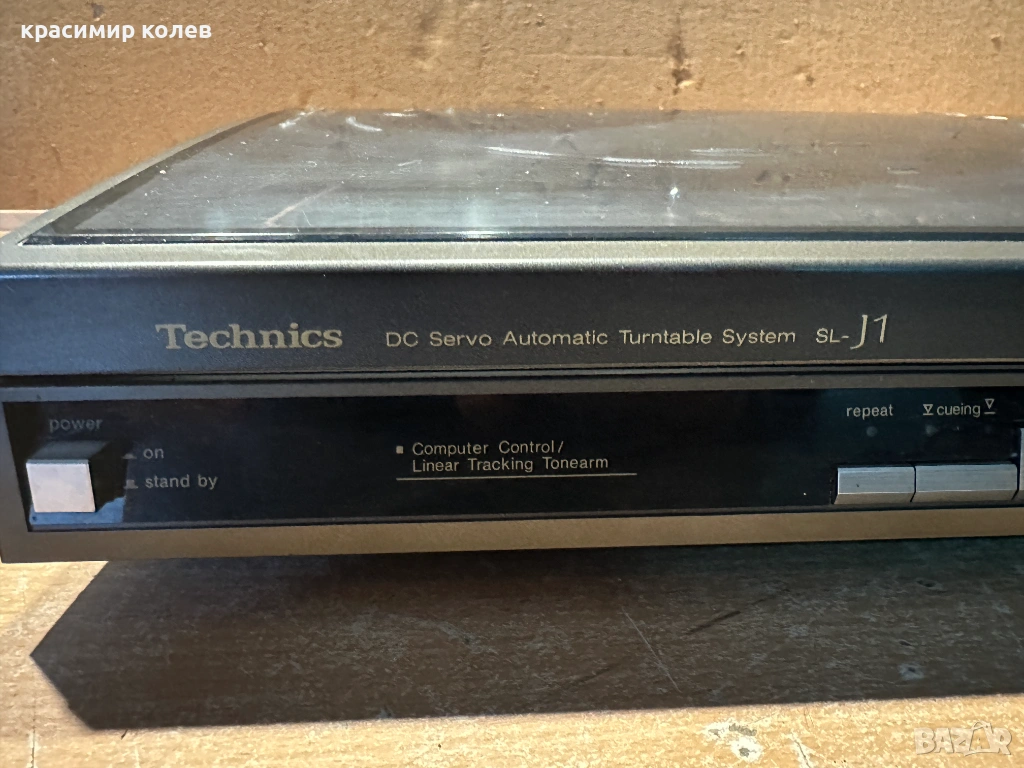 красимир колев
Technics DC Servo Automatic Turntable System SL-J1
power
on
stand by
Computer Control/
Linear Tracking Tonearm
repeat
cueing
BAZAR